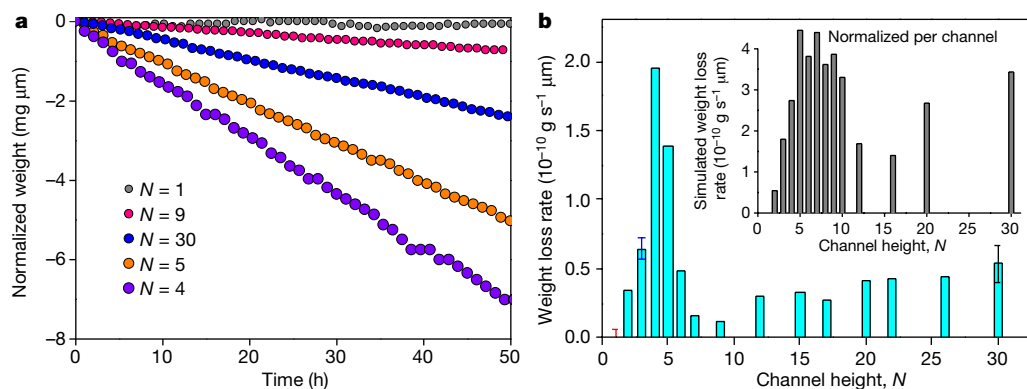 a
Normalized weight (mg μm)
0
−2
−4
−6
−8
N = 1
N = 9
N = 30
N = 5
N = 4
0
10
20
30
40
50
Time (h)
b
Weight loss rate (10⁻¹⁰ g s⁻¹ μm)
2.0
1.5
1.0
0.5
0.0
0
5
10
15
20
25
30
Channel height, N
Normalized per channel
Simulated weight loss
rate (10⁻¹⁰ g s⁻¹ μm)
4
3
2
1
0
0
5
10
15
20
25
30
Channel height, N